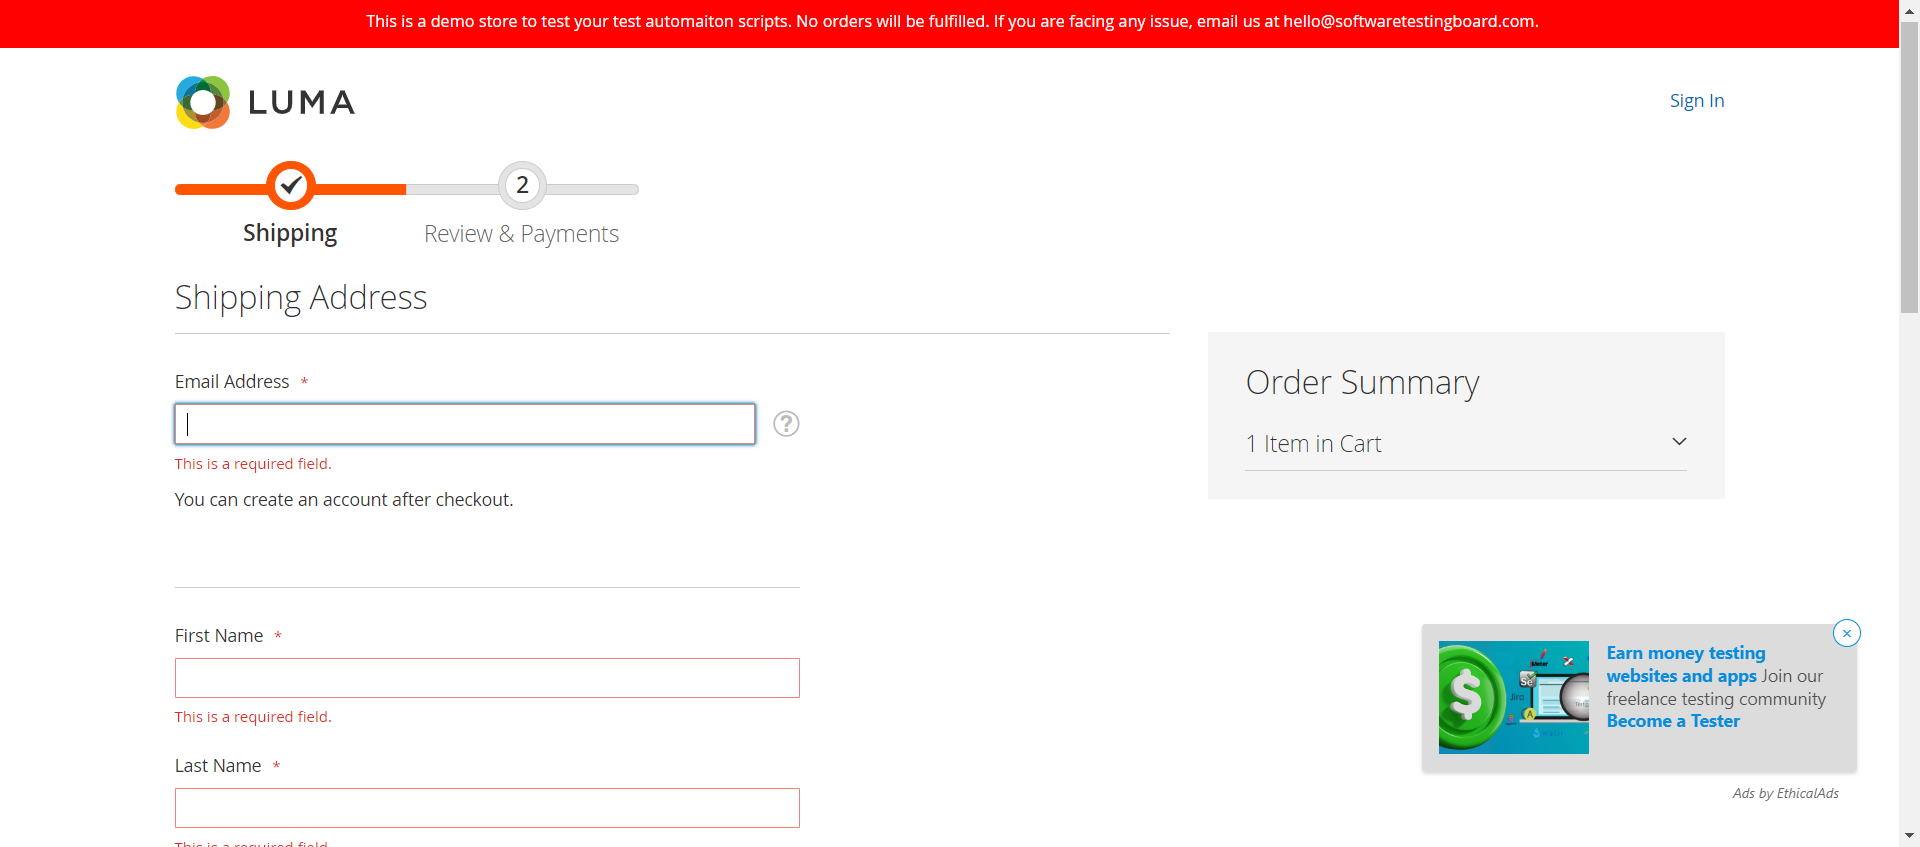 This is a demo store to test your test automaiton scripts. No orders will be fulfilled. If you are facing any issue, email us at hello@softwaretestingboard.com.
LUMA
Sign In
2
Shipping
Review & Payments
Shipping Address
Email Address *
?
This is a required field.
You can create an account after checkout.
First Name *
This is a required field.
Last Name *
This is a required field.
Order Summary
1 Item in Cart
Earn money testing
websites and apps Join our
freelance testing community
Become a Tester
Ads by EthicalAds